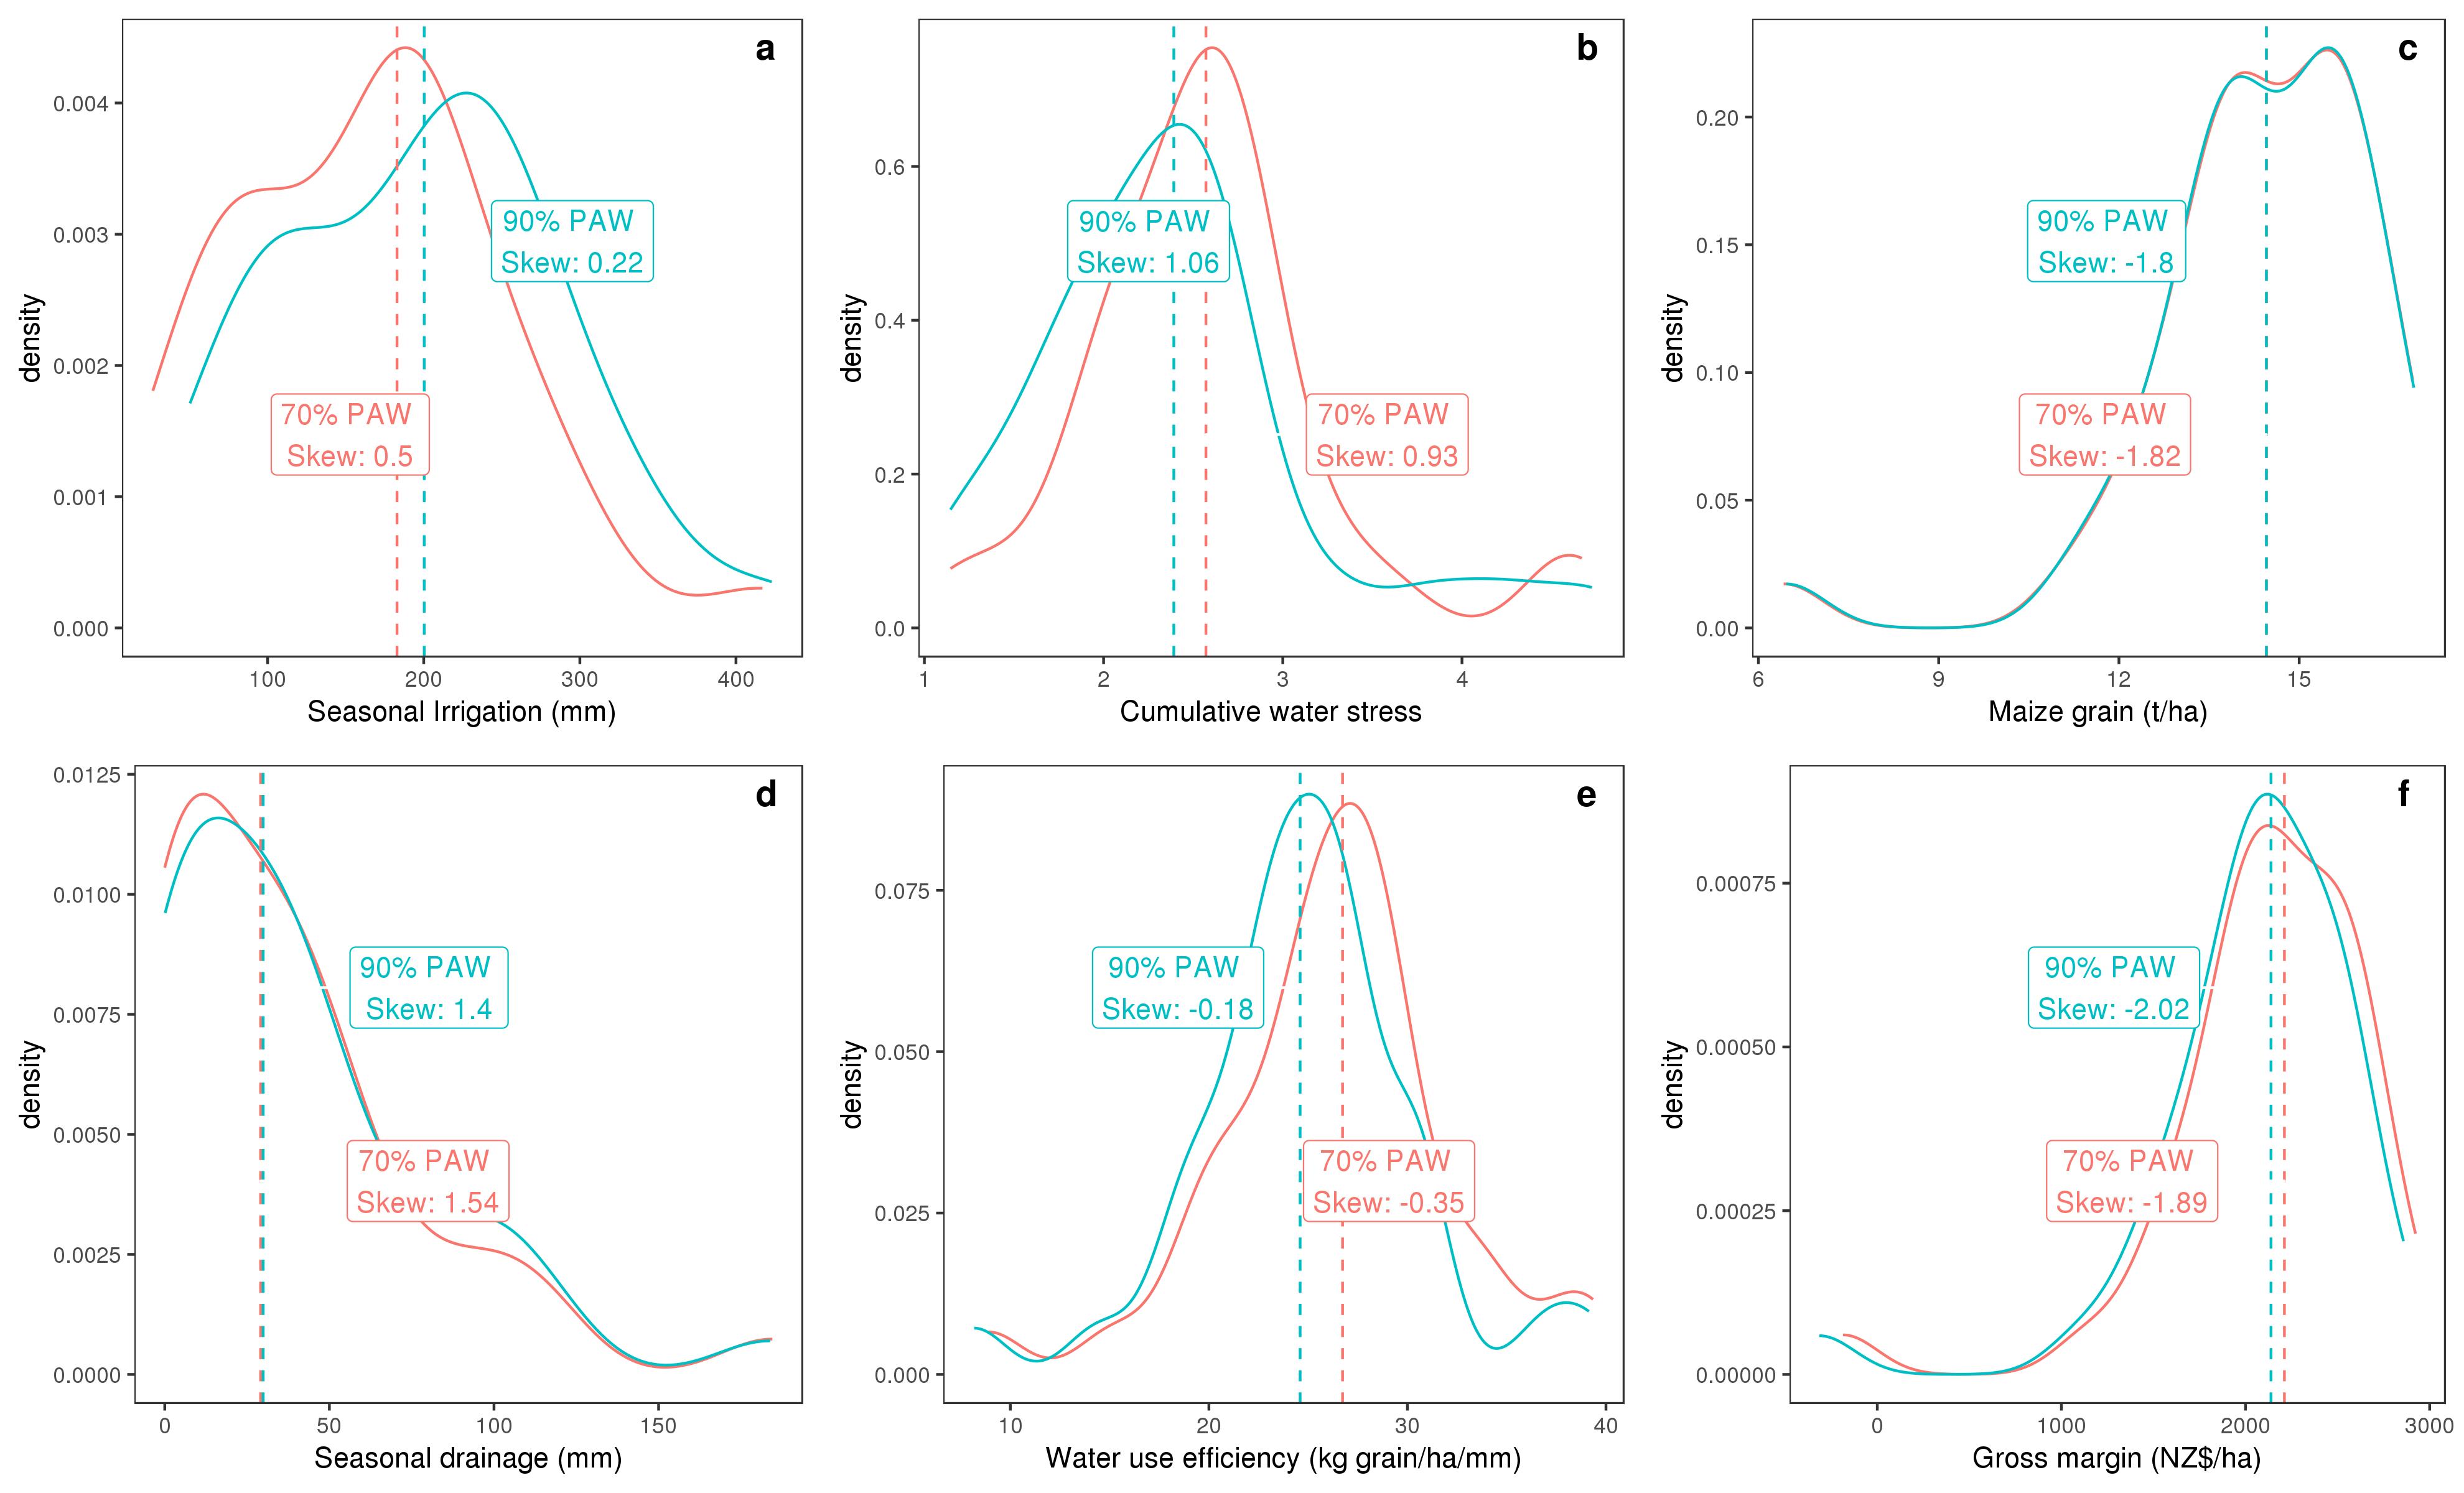 a
density
0.004
0.003
0.002
0.001
0.000
90% PAW
Skew: 0.22
70% PAW
Skew: 0.5
100
200
300
400
Seasonal Irrigation (mm)
b
density
0.6
0.4
0.2
0.0
90% PAW
Skew: 1.06
70% PAW
Skew: 0.93
1
2
3
4
Cumulative water stress
c
density
0.20
0.15
0.10
0.05
0.00
90% PAW
Skew: -1.8
70% PAW
Skew: -1.82
6
9
12
15
Maize grain (t/ha)
d
density
0.0125
0.0100
0.0075
0.0050
0.0025
0.0000
90% PAW
Skew: 1.4
70% PAW
Skew: 1.54
0
50
100
150
Seasonal drainage (mm)
e
density
0.075
0.050
0.025
0.000
90% PAW
Skew: -0.18
70% PAW
Skew: -0.35
10
20
30
40
Water use efficiency (kg grain/ha/mm)
f
density
0.00075
0.00050
0.00025
0.00000
90% PAW
Skew: -2.02
70% PAW
Skew: -1.89
0
1000
2000
3000
Gross margin (NZ$/ha)